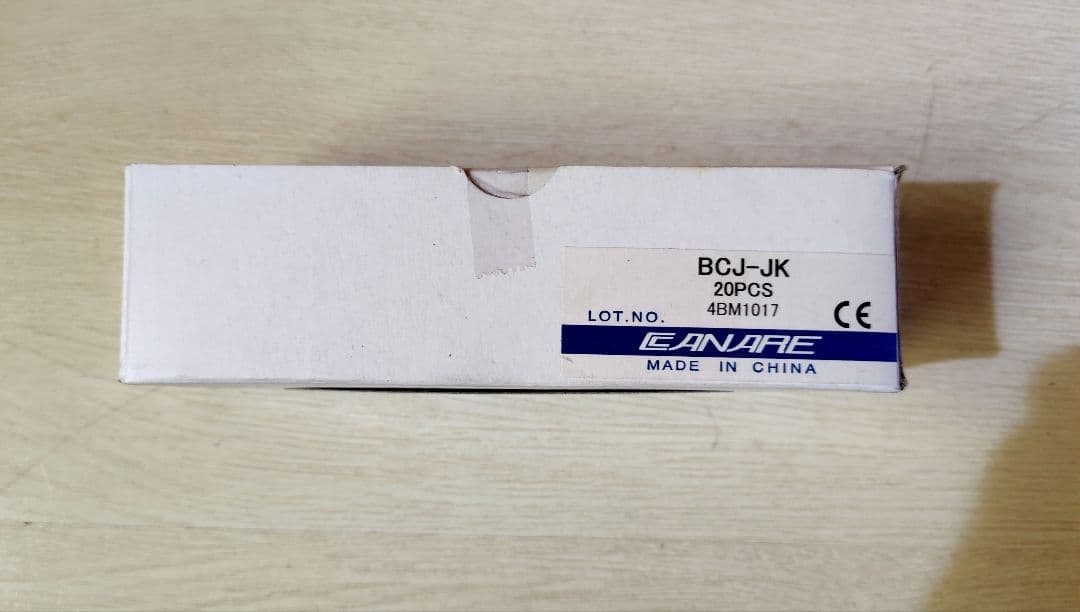 BCJ-JK
20PCS
LOT.NO. 4BM1017
CE
CANARE
MADE IN CHINA